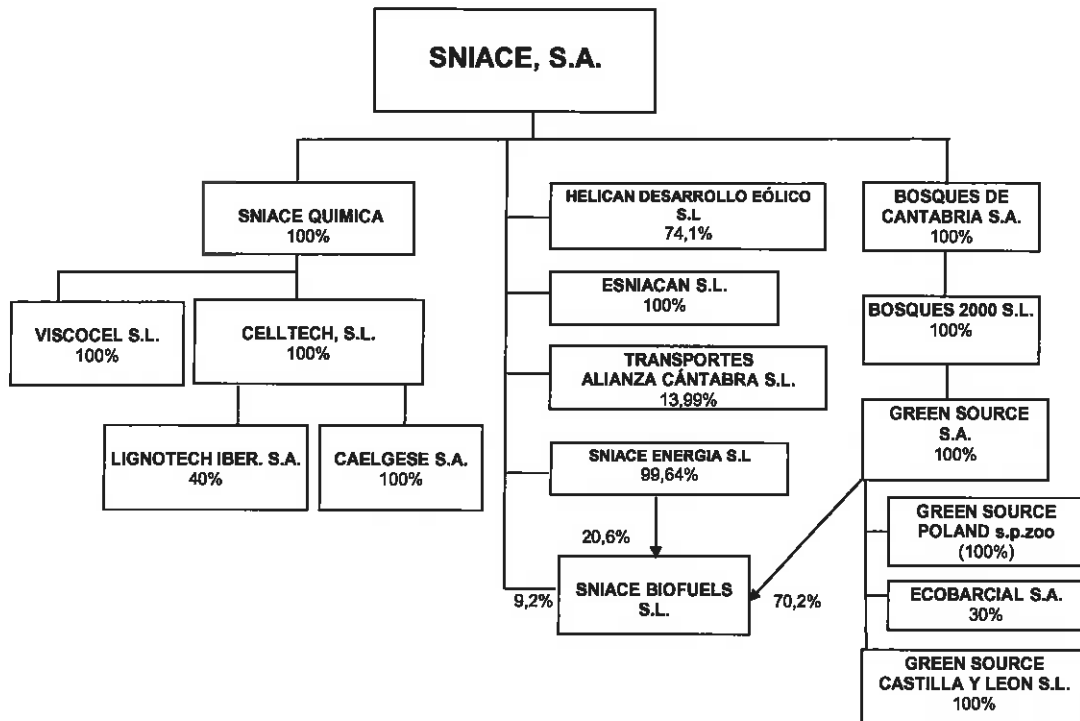 SNIACE, S.A.
SNIACE QUIMICA
100%
VISCOCEL S.L.
100%
CELLTECH, S.L.
100%
LIGNOTECH IBER. S.A.
40%
CAELGESE S.A.
100%
HELICAN DESARROLLO EÓLICO
S.L
74,1%
ESNIACAN S.L.
100%
TRANSPORTES
ALIANZA CÁNTABRA S.L.
13,99%
SNIACE ENERGIA S.L
99,64%
20,6%
9,2%
SNIACE BIOFUELS
S.L.
70,2%
BOSQUES DE
CANTABRIA S.A.
100%
BOSQUES 2000 S.L.
100%
GREEN SOURCE
S.A.
100%
GREEN SOURCE
POLAND s.p.zoo
(100%)
ECOBARCIAL S.A.
30%
GREEN SOURCE
CASTILLA Y LEON S.L.
100%